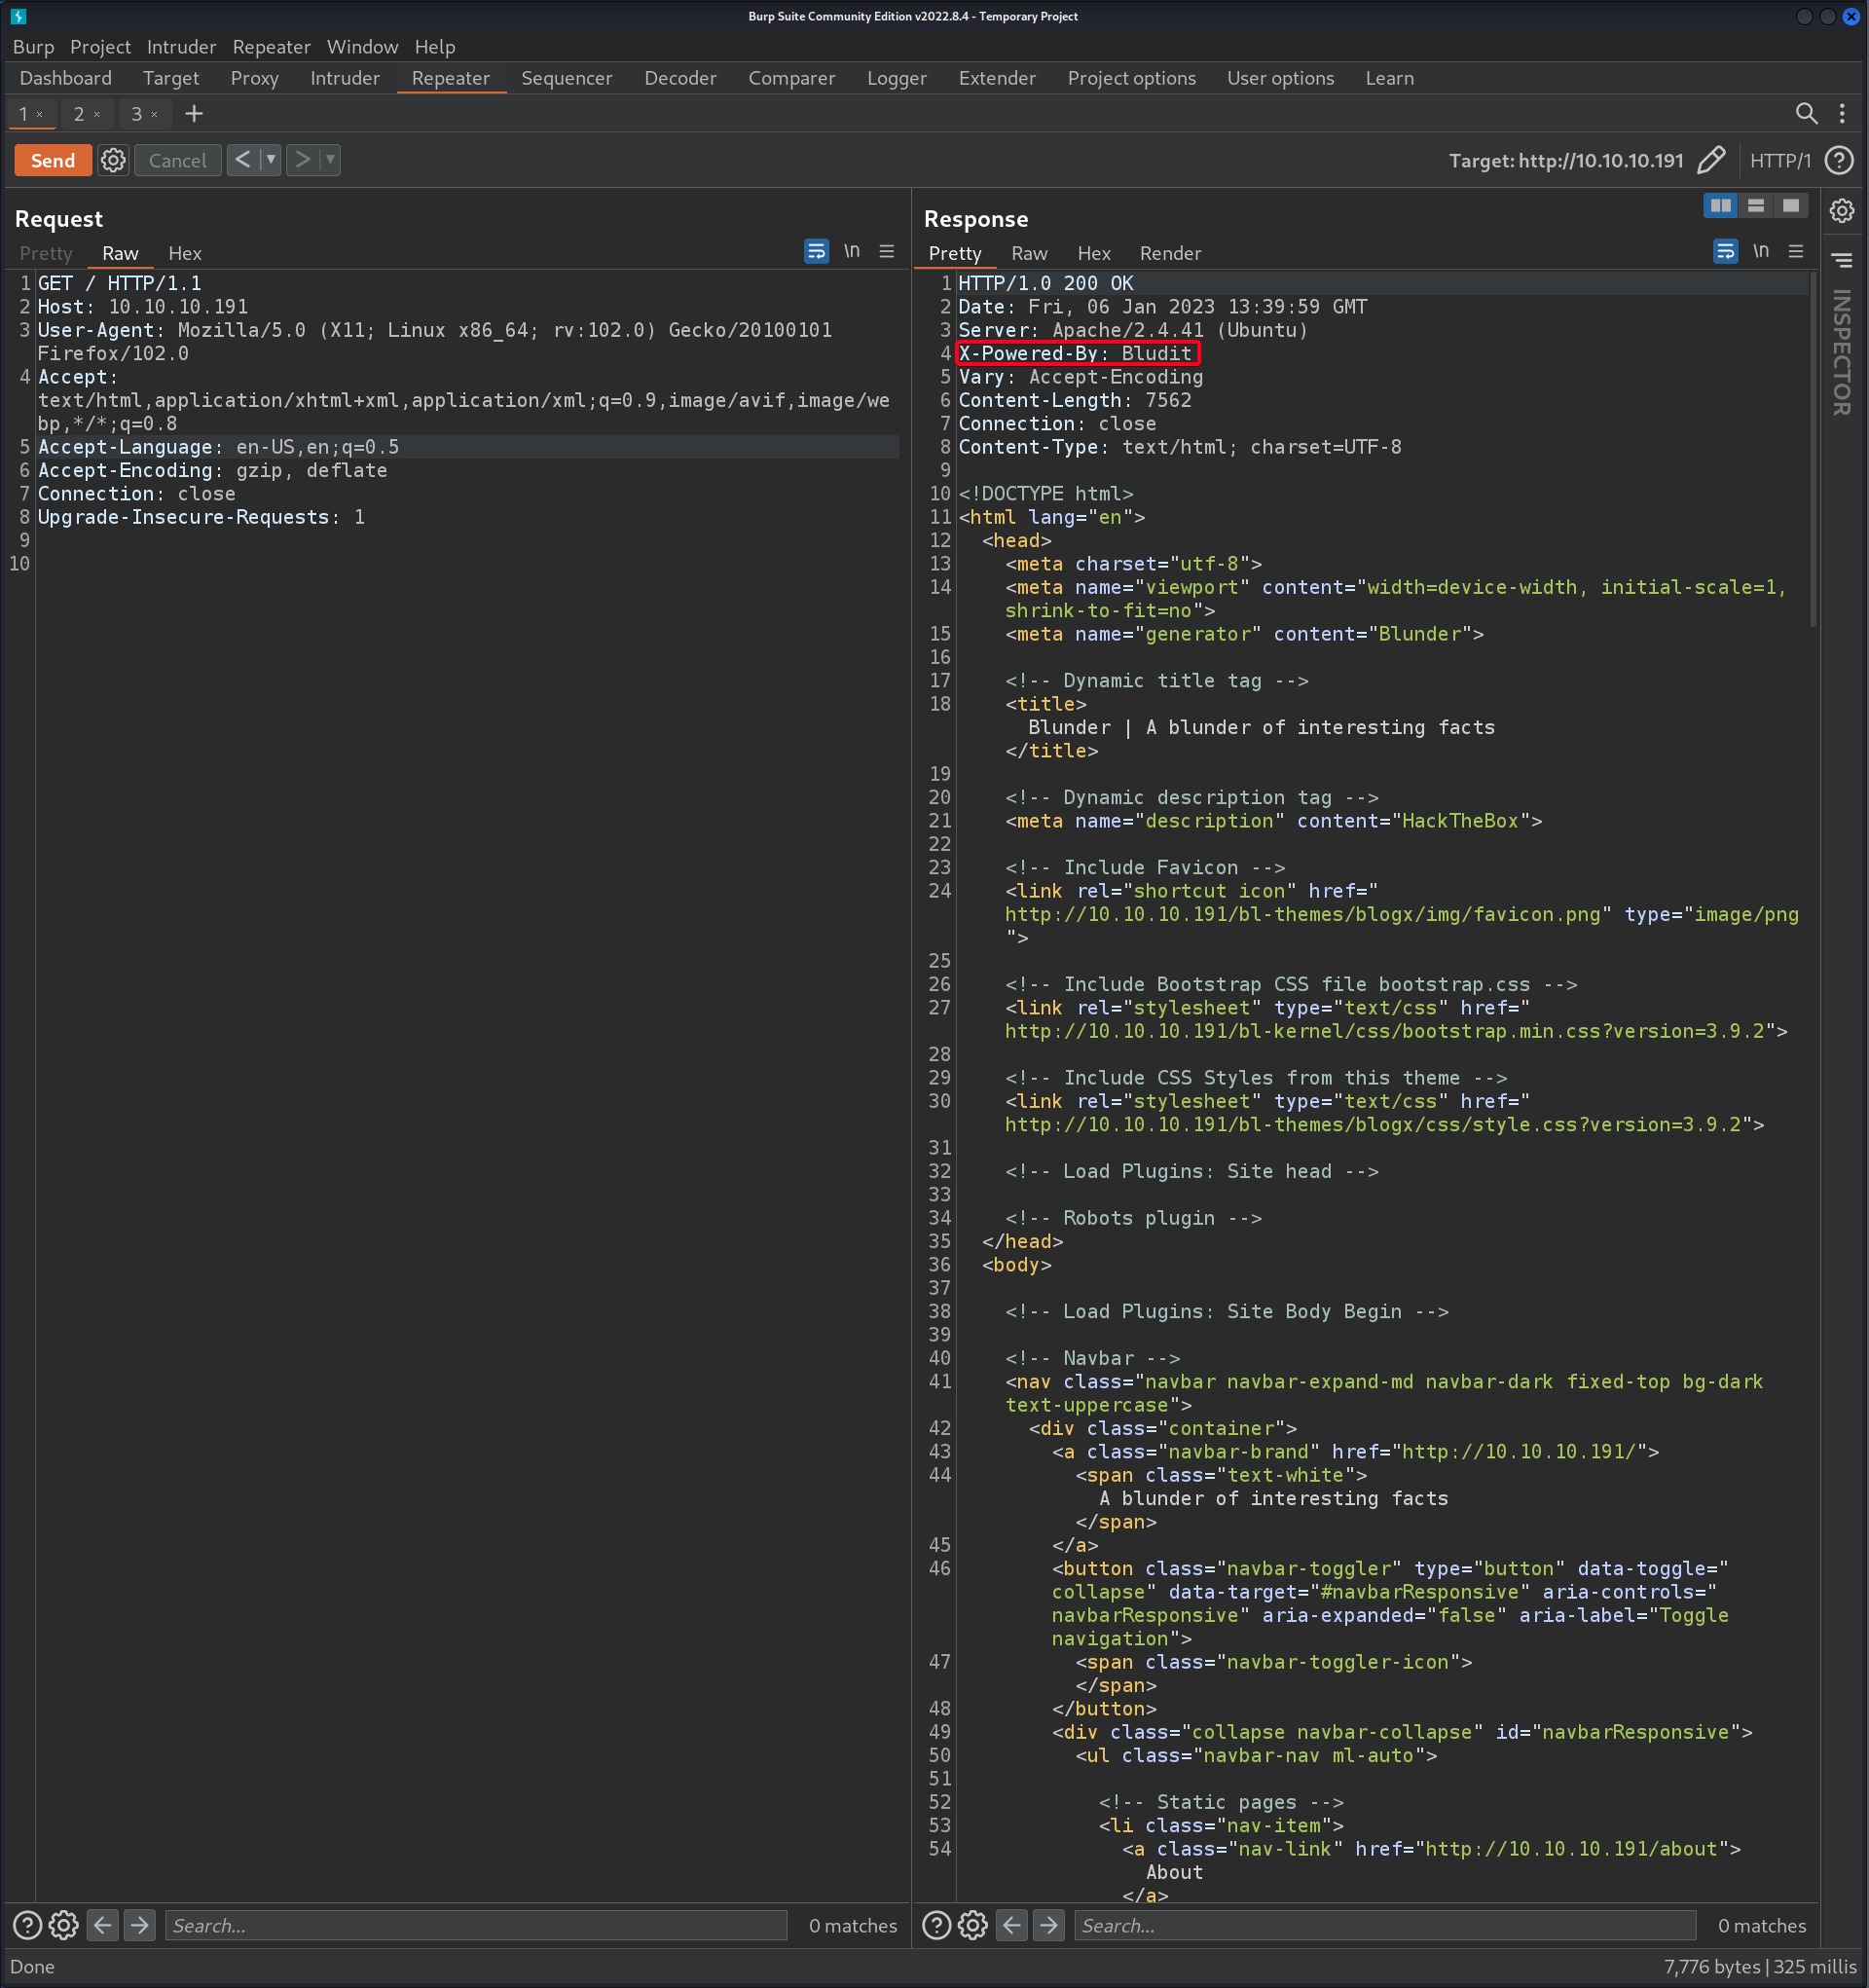 Burp Suite Community Edition v2022.8.4 - Temporary Project
Burp Project Intruder Repeater Window Help
Dashboard Target Proxy Intruder Repeater Sequencer Decoder Comparer Logger Extender Project options User options Learn
1 × 2 × 3 × +
Send Cancel < > Target: http://10.10.10.191 HTTP/1 ?
Request
Pretty Raw Hex \n
1 GET / HTTP/1.1
2 Host: 10.10.10.191
3 User-Agent: Mozilla/5.0 (X11; Linux x86_64; rv:102.0) Gecko/20100101
Firefox/102.0
4 Accept:
text/html,application/xhtml+xml,application/xml;q=0.9,image/avif,image/we
bp,*/*;q=0.8
5 Accept-Language: en-US,en;q=0.5
6 Accept-Encoding: gzip, deflate
7 Connection: close
8 Upgrade-Insecure-Requests: 1
9
10
? Search... 0 matches
Response
Pretty Raw Hex Render \n
1 HTTP/1.0 200 OK
2 Date: Fri, 06 Jan 2023 13:39:59 GMT
3 Server: Apache/2.4.41 (Ubuntu)
4 X-Powered-By: Bludit
5 Vary: Accept-Encoding
6 Content-Length: 7562
7 Connection: close
8 Content-Type: text/html; charset=UTF-8
9
10 <!DOCTYPE html>
11 <html lang="en">
12 <head>
13 <meta charset="utf-8">
14 <meta name="viewport" content="width=device-width, initial-scale=1,
shrink-to-fit=no">
15 <meta name="generator" content="Blunder">
16
17 <!-- Dynamic title tag -->
18 <title>
Blunder | A blunder of interesting facts
</title>
19
20 <!-- Dynamic description tag -->
21 <meta name="description" content="HackTheBox">
22
23 <!-- Include Favicon -->
24 <link rel="shortcut icon" href="
http://10.10.10.191/bl-themes/blogx/img/favicon.png" type="image/png
">
25
26 <!-- Include Bootstrap CSS file bootstrap.css -->
27 <link rel="stylesheet" type="text/css" href="
http://10.10.10.191/bl-kernel/css/bootstrap.min.css?version=3.9.2">
28
29 <!-- Include CSS Styles from this theme -->
30 <link rel="stylesheet" type="text/css" href="
http://10.10.10.191/bl-themes/blogx/css/style.css?version=3.9.2">
31
32 <!-- Load Plugins: Site head -->
33
34 <!-- Robots plugin -->
35 </head>
36 <body>
37
38 <!-- Load Plugins: Site Body Begin -->
39
40 <!-- Navbar -->
41 <nav class="navbar navbar-expand-md navbar-dark fixed-top bg-dark
text-uppercase">
42 <div class="container">
43 <a class="navbar-brand" href="http://10.10.10.191/">
44 <span class="text-white">
A blunder of interesting facts
</span>
45 </a>
46 <button class="navbar-toggler" type="button" data-toggle="
collapse" data-target="#navbarResponsive" aria-controls="
navbarResponsive" aria-expanded="false" aria-label="Toggle
navigation">
47 <span class="navbar-toggler-icon">
</span>
48 </button>
49 <div class="collapse navbar-collapse" id="navbarResponsive">
50 <ul class="navbar-nav ml-auto">
51
52 <!-- Static pages -->
53 <li class="nav-item">
54 <a class="nav-link" href="http://10.10.10.191/about">
About
</a>
? Search... 0 matches
INSPECTOR
Done 7,776 bytes | 325 millis